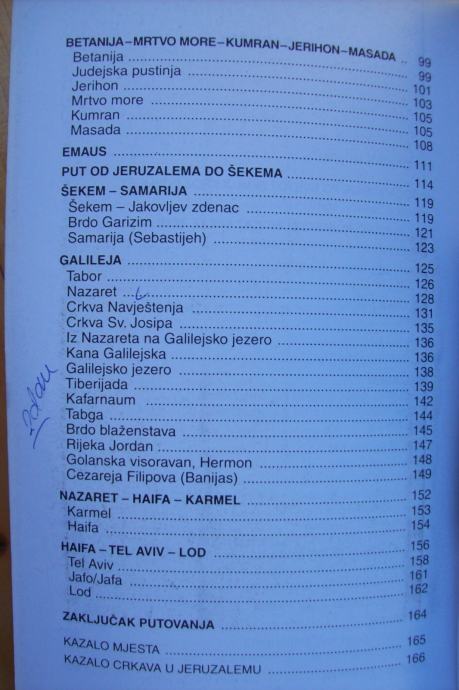 BETANIJA–MRTVO MORE–KUMRAN–JERIHON–MASADA .. 99
Betanija .......... 99
Judejska pustinja .......... 101
Jerihon .......... 103
Mrtvo more .......... 105
Kumran .......... 105
Masada .......... 108
EMAUS .......... 111
PUT OD JERUZALEMA DO ŠEKEMA .......... 114
ŠEKEM – SAMARIJA .......... 119
Šekem – Jakovljev zdenac .......... 119
Brdo Garizim .......... 121
Samarija (Sebastijeh) .......... 123
GALILEJA .......... 125
Tabor .......... 126
Nazaret .......... 128
Crkva Navještenja .......... 131
Crkva Sv. Josipa .......... 135
Iz Nazareta na Galilejsko jezero .......... 136
Kana Galilejska .......... 136
Galilejsko jezero .......... 138
Tiberijada .......... 139
Kafarnaum .......... 142
Tabga .......... 144
Brdo blaženstava .......... 145
Rijeka Jordan .......... 147
Golanska visoravan, Hermon .......... 148
Cezareja Filipova (Banijas) .......... 149
NAZARET – HAIFA – KARMEL .......... 152
Karmel .......... 153
Haifa .......... 154
HAIFA – TEL AVIV – LOD .......... 156
Tel Aviv .......... 158
Jafo/Jafa .......... 161
Lod .......... 162
ZAKLJUČAK PUTOVANJA .......... 164
KAZALO MJESTA .......... 165
KAZALO CRKAVA U JERUZALEMU .......... 166